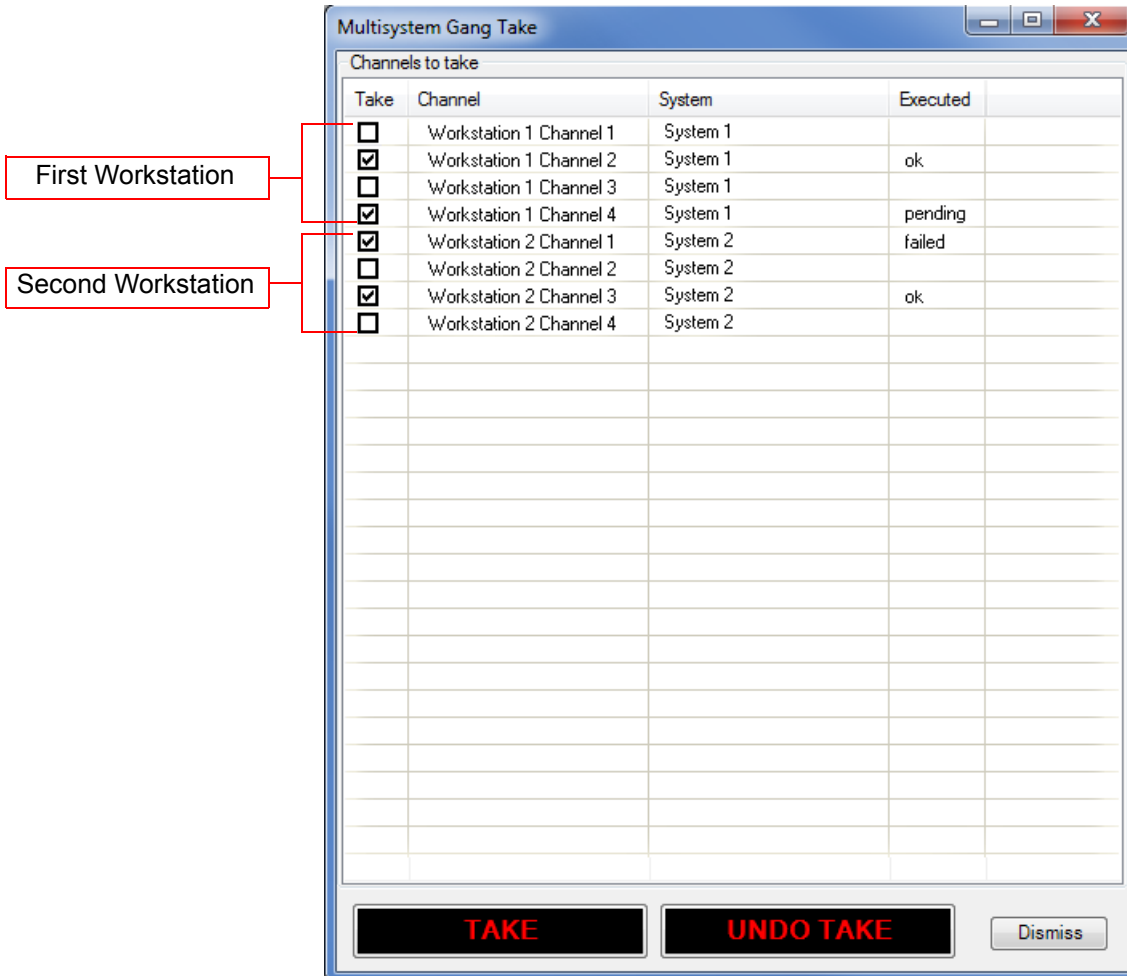 Multisystem Gang Take
Channels to take
Take Channel System Executed
Workstation 1 Channel 1 System 1
Workstation 1 Channel 2 System 1 ok
First Workstation
Workstation 1 Channel 3 System 1
Workstation 1 Channel 4 System 1 pending
Workstation 2 Channel 1 System 2 failed
Workstation 2 Channel 2 System 2
Second Workstation
Workstation 2 Channel 3 System 2 ok
Workstation 2 Channel 4 System 2
TAKE UNDO TAKE Dismiss